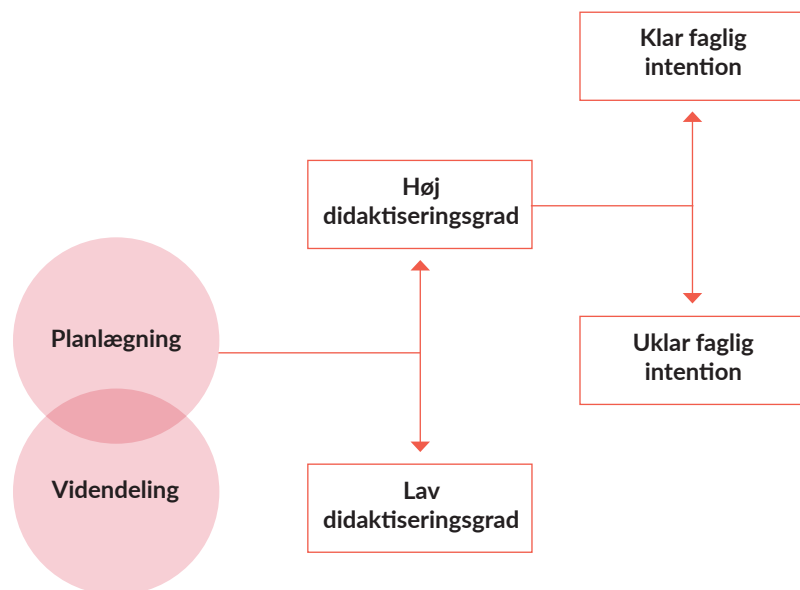 Klar faglig
intention
Høj
didaktiseringsgrad
Planlægning
Uklar faglig
intention
Videndeling
Lav
didaktiseringsgrad